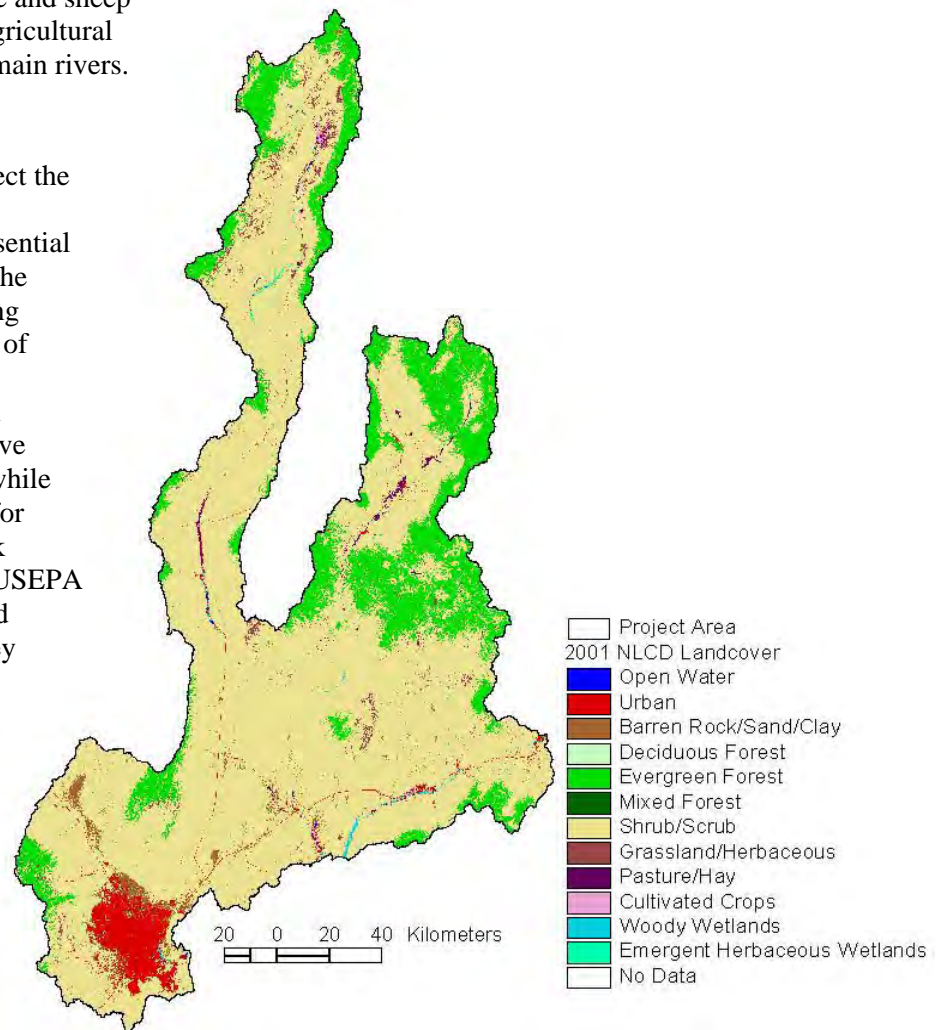 e and sheep
gricultural
main rivers.
ect the
sential
he
ng
of
ve
while
for
k
USEPA
d
ey
Project Area
2001 NLCD Landcover
Open Water
Urban
Barren Rock/Sand/Clay
Deciduous Forest
Evergreen Forest
Mixed Forest
Shrub/Scrub
Grassland/Herbaceous
Pasture/Hay
Cultivated Crops
Woody Wetlands
Emergent Herbaceous Wetlands
No Data
20 0 20 40 Kilometers